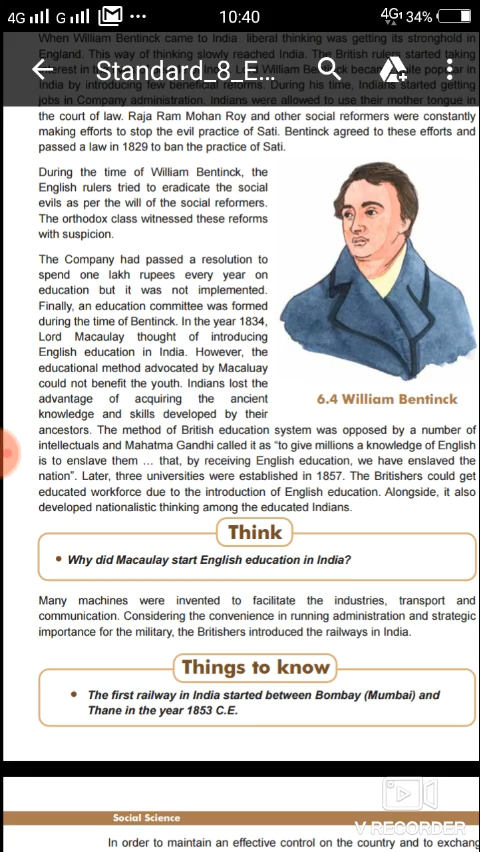 4G G 10:40 4G1 34%
When William Bentinck came to India liberal thinking was getting its stronghold in
England. This way of thinking slowly reached India. The British rulers started taking
Standard_8_E...
India by introducing few beneficial reforms. During his time, Indians started getting
jobs in Company administration. Indians were allowed to use their mother tongue in
the court of law. Raja Ram Mohan Roy and other social reformers were constantly
making efforts to stop the evil practice of Sati. Bentinck agreed to these efforts and
passed a law in 1829 to ban the practice of Sati.
During the time of William Bentinck, the
English rulers tried to eradicate the social
evils as per the will of the social reformers.
The orthodox class witnessed these reforms
with suspicion.
The Company had passed a resolution to
spend one lakh rupees every year on
education but it was not implemented.
Finally, an education committee was formed
during the time of Bentinck. In the year 1834,
Lord Macaulay thought of introducing
English education in India. However, the
educational method advocated by Macaluay
could not benefit the youth. Indians lost the
advantage of acquiring the ancient
knowledge and skills developed by their
6.4 William Bentinck
ancestors. The method of British education system was opposed by a number of
intellectuals and Mahatma Gandhi called it as “to give millions a knowledge of English
is to enslave them ... that, by receiving English education, we have enslaved the
nation”. Later, three universities were established in 1857. The Britishers could get
educated workforce due to the introduction of English education. Alongside, it also
developed nationalistic thinking among the educated Indians.
Think
• Why did Macaulay start English education in India?
Many machines were invented to facilitate the industries, transport and
communication. Considering the convenience in running administration and strategic
importance for the military, the Britishers introduced the railways in India.
Things to know
• The first railway in India started between Bombay (Mumbai) and
Thane in the year 1853 C.E.
Social Science
V RECORDER
In order to maintain an effective control on the country and to exchang